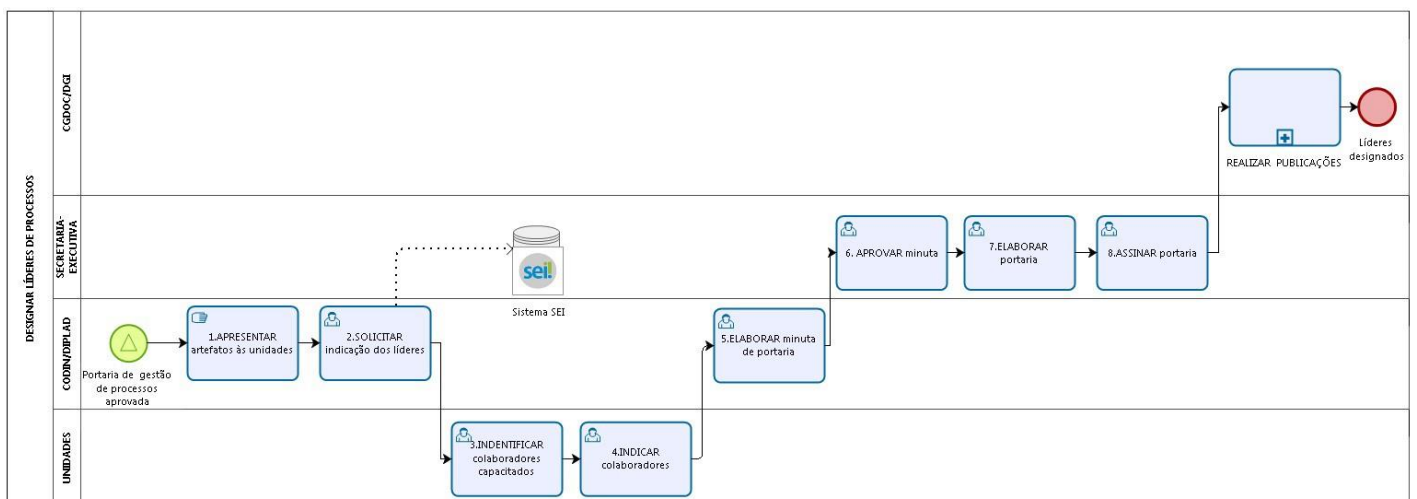 DESIGNAR LÍDERES DE PROCESSOS
CGDOC/DGI
REALIZAR PUBLICAÇÕES
Líderes
designados
SECRETARIA-
EXECUTIVA
sei!
Sistema SEI
6. APROVAR minuta
7.ELABORAR
portaria
8.ASSINAR portaria
CODIN/DIPLAD
Portaria de gestão
de processos
aprovada
1.APRESENTAR
artefatos às unidades
2.SOLICITAR
indicação dos líderes
5.ELABORAR minuta
de portaria
UNIDADES
3.INDENTIFICAR
colaboradores
capacitados
4.INDICAR
colaboradores